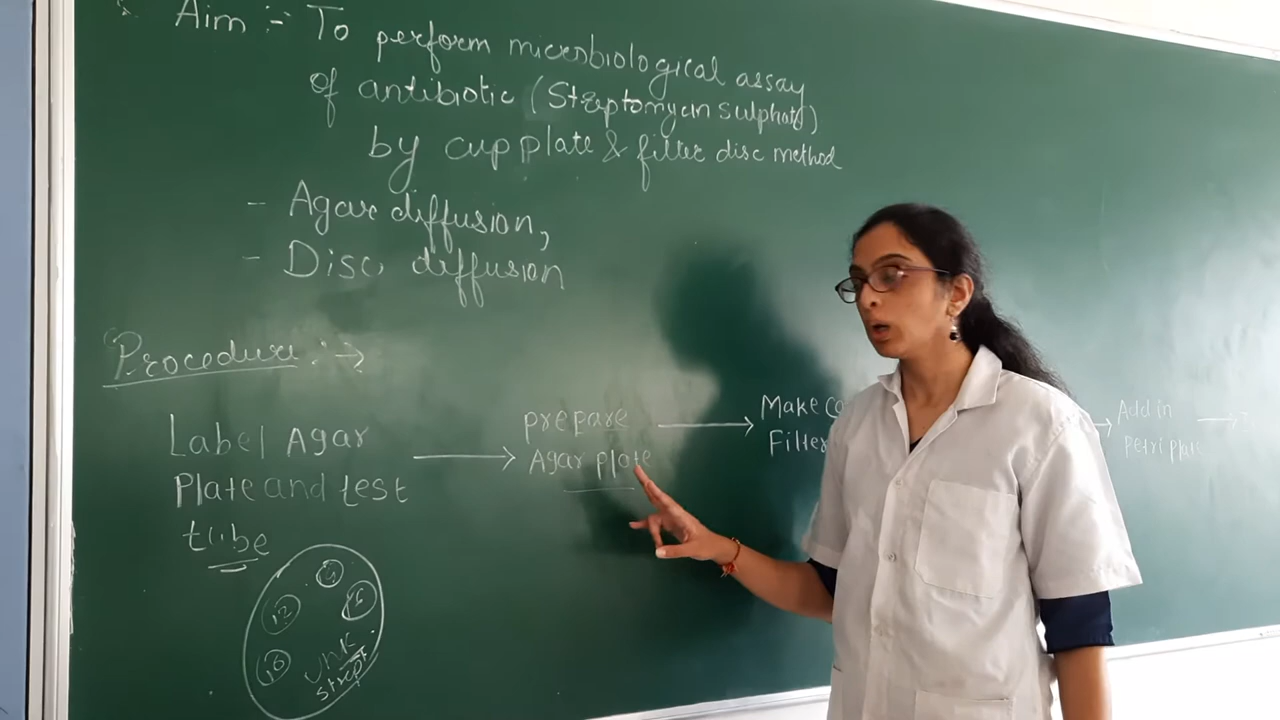 Aim :- To perform microbiological assay
of antibiotic (Streptomycin sulphate)
by cup plate & filter disc method
- Agar diffusion,
- Disc diffusion
Procedure :- →
Label Agar
Plate and test
tube
→ prepare
Agar plate
→ Make
Filter
→ Add in
Petri plate
→
12
16
Unk
strept